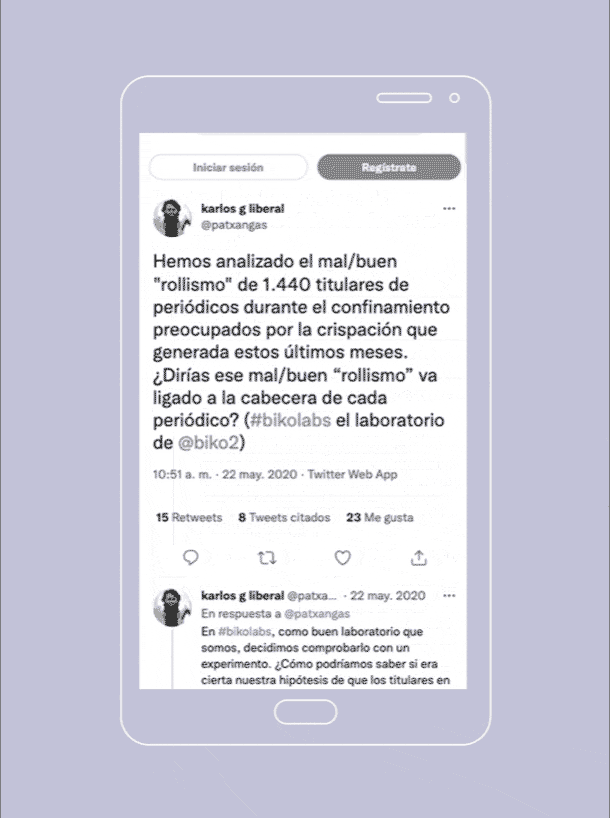 Iniciar sesión
Regístrate
karlos g liberal
@patxangas
Hemos analizado el mal/buen
"rollismo" de 1.440 titulares de
periódicos durante el confinamiento
preocupados por la crispación que
generada estos últimos meses.
¿Dirías ese mal/buen “rollismo” va
ligado a la cabecera de cada
periódico? (#bikolabs el laboratorio
de @biko2)
10:51 a. m. · 22 may. 2020 · Twitter Web App
15 Retweets 8 Tweets citados 23 Me gusta
karlos g liberal @patxa... · 22 may. 2020
En respuesta a @patxangas
En #bikolabs, como buen laboratorio que
somos, decidimos comprobarlo con un
experimento. ¿Cómo podríamos saber si era
cierta nuestra hipótesis de que los titulares en